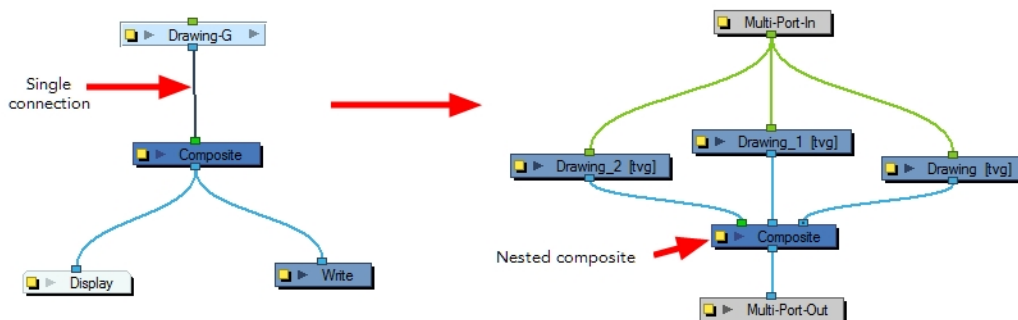 Drawing-G
Single
connection
Composite
Display
Write
Multi-Port-In
Drawing_2 [tvg]
Drawing_1 [tvg]
Drawing [tvg]
Nested composite
Composite
Multi-Port-Out